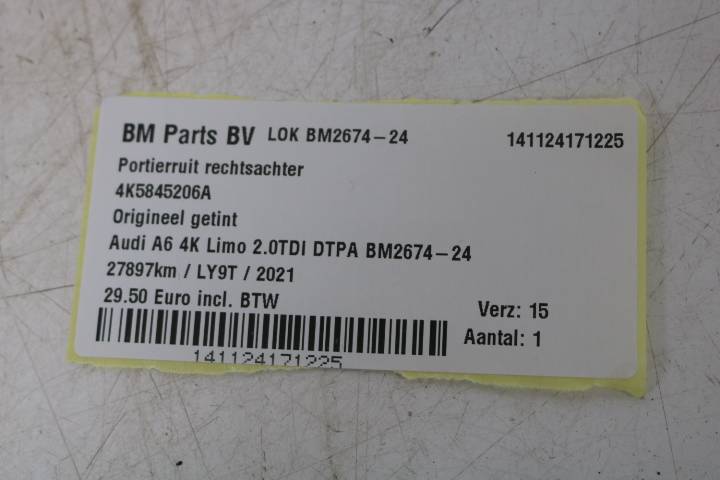 BM Parts BV LOK BM2674-24 141124171225
Portierruit rechtsachter
4K5845206A
Origineel getint
Audi A6 4K Limo 2.0TDI DTPA BM2674-24
27897km / LY9T / 2021
29.50 Euro incl. BTW
Verz: 15
Aantal: 1
141124171225